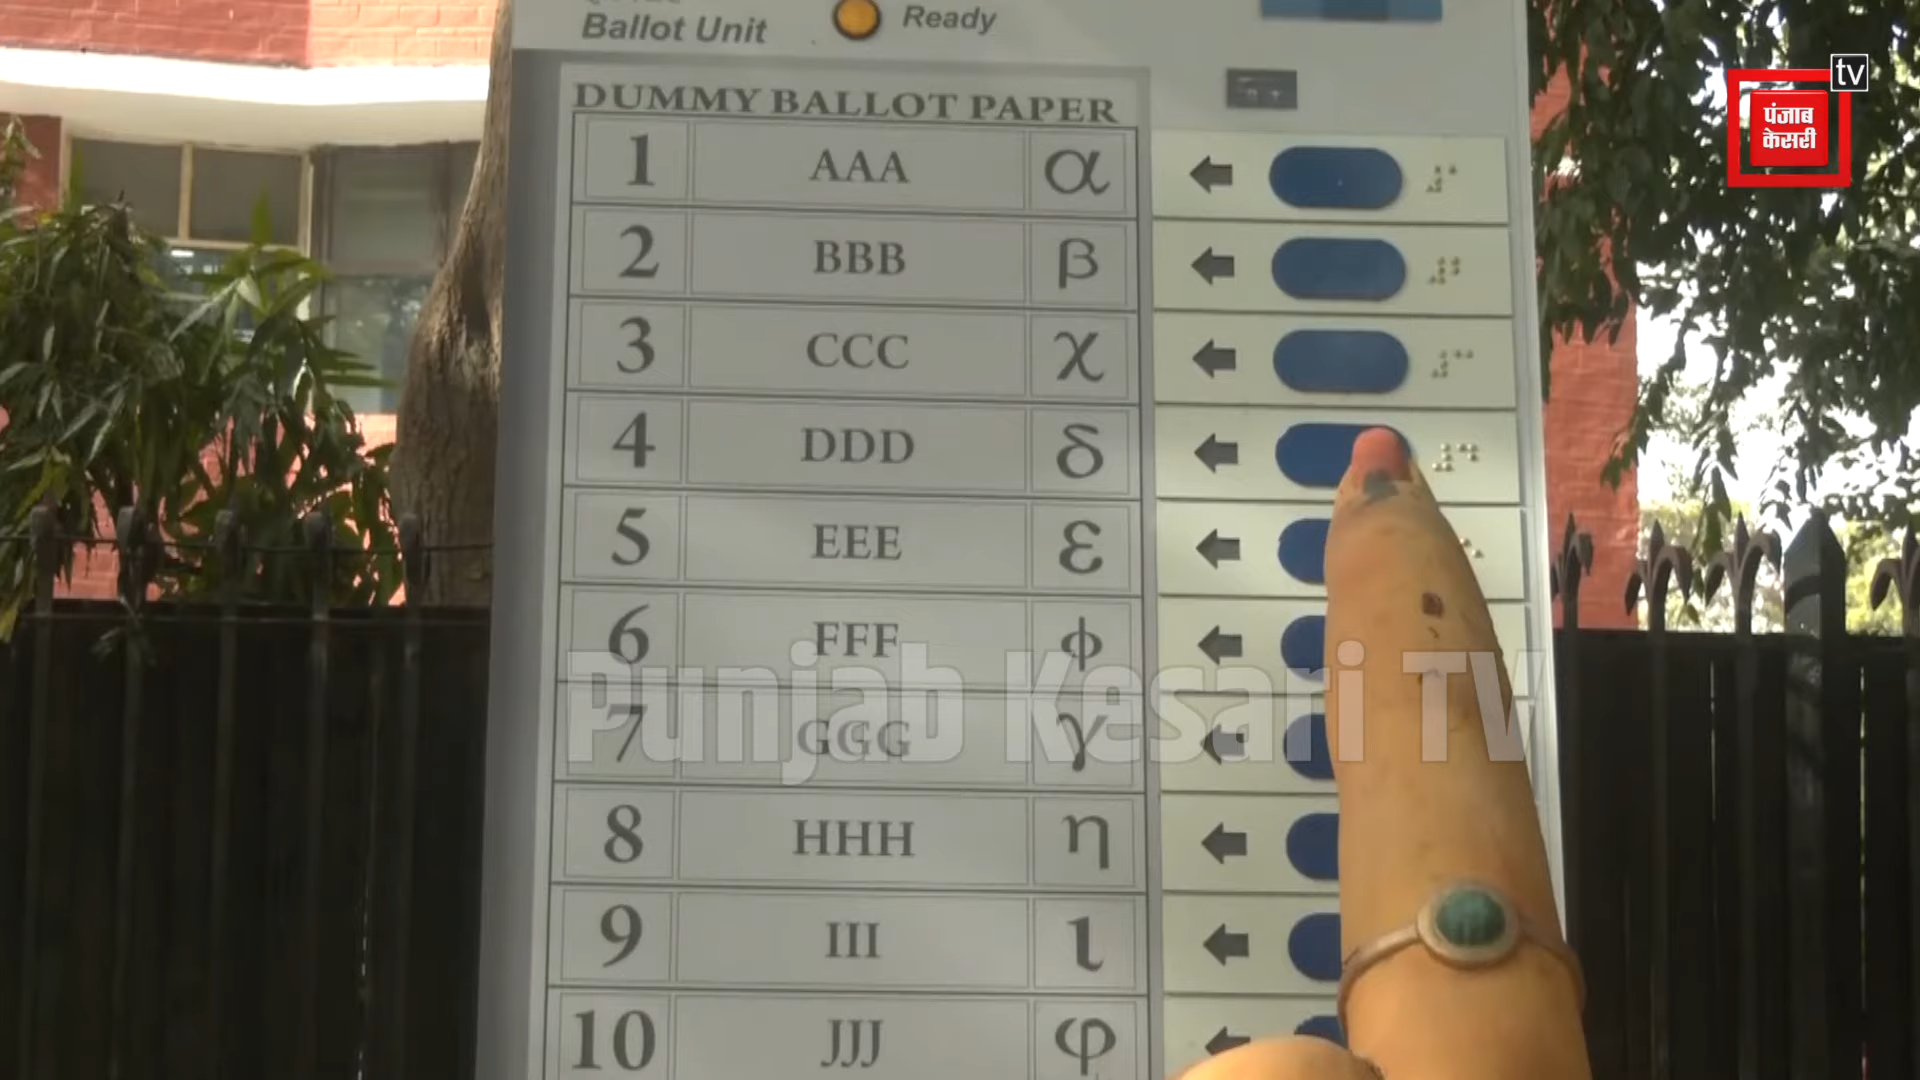 Ballot Unit
Ready
tv
पंजाब
केसरी
DUMMY BALLOT PAPER
1 AAA α
2 BBB β
3 CCC χ
4 DDD δ
5 EEE ε
6 FFF ϕ
7 GGG γ
8 HHH η
9 III ι
10 JJJ φ
Punjab Kesari TV